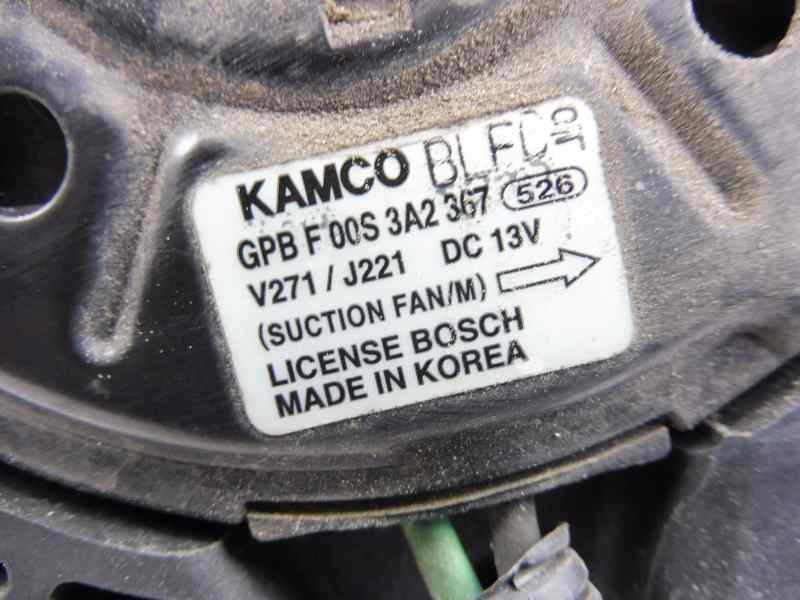 KAMCO
GPB F 00S 3A2 367 526
V271 / J221 DC 13V
(SUCTION FAN/M)
LICENSE BOSCH
MADE IN KOREA